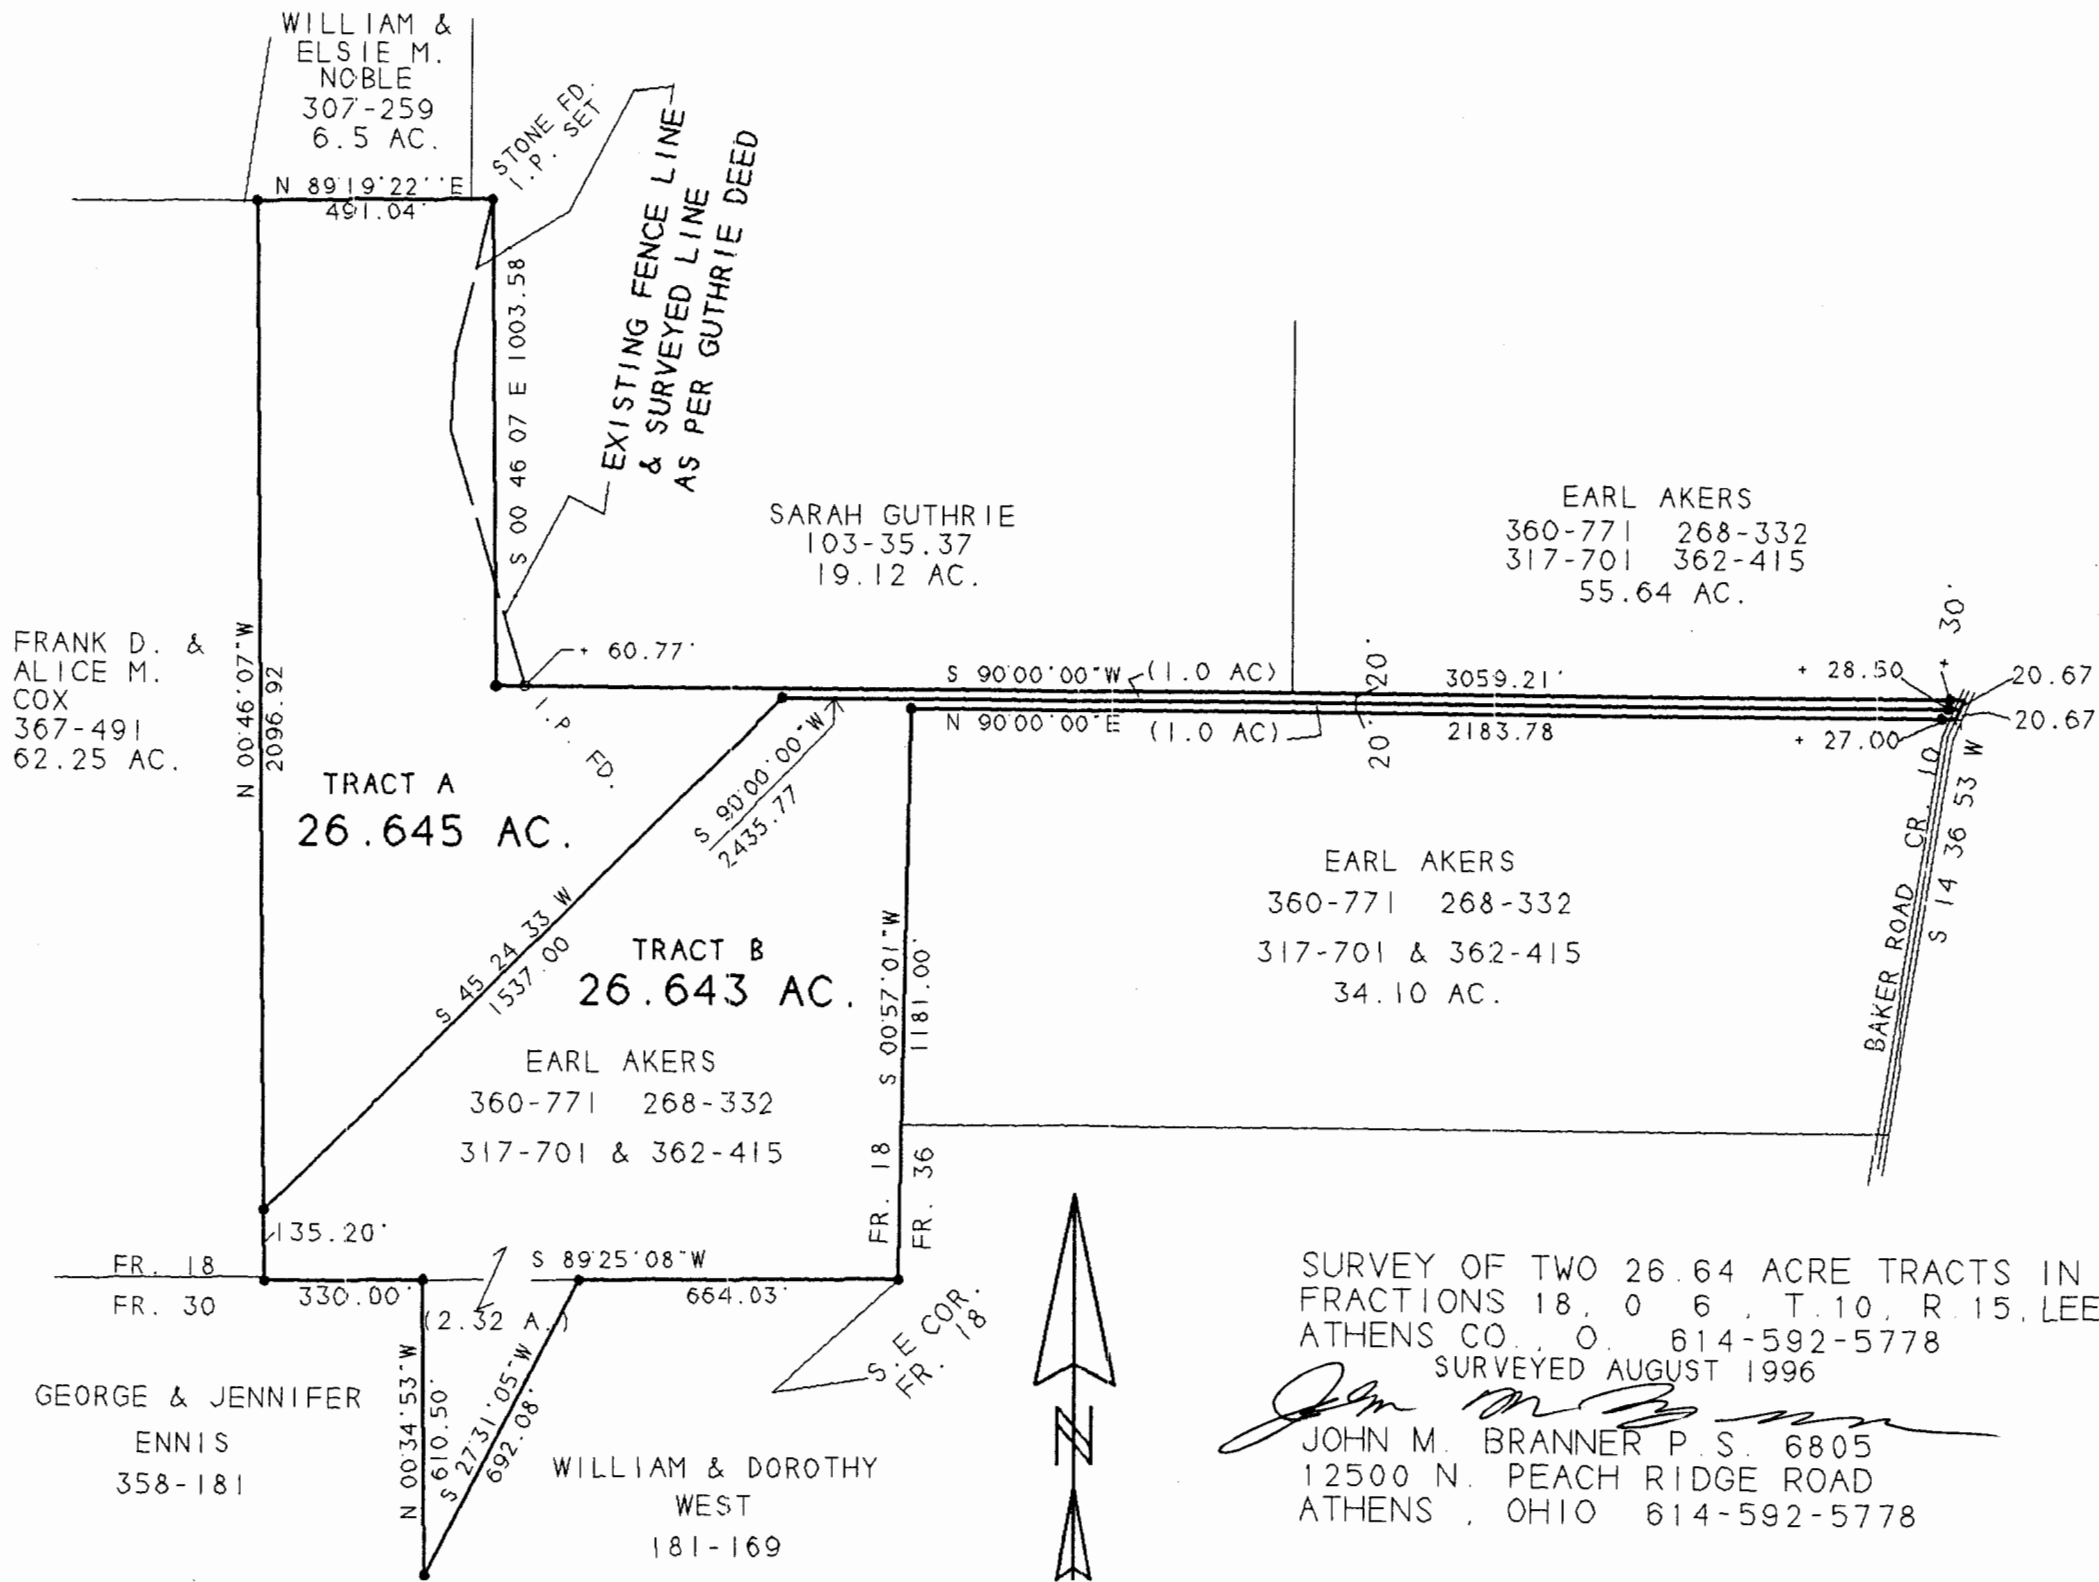 WILLIAM &
ELSIE M.
NOBLE
307-259
6.5 AC.
STONE FD.
I.P. SET
N 89°19'22''E
491.04'
EXISTING FENCE LINE
& SURVEYED LINE
AS PER GUTHRIE DEED
S 00 46 07 E 1003.58
SARAH GUTHRIE
103-35.37
19.12 AC.
EARL AKERS
360-771 268-332
317-701 362-415
55.64 AC.
FRANK D. &
ALICE M.
COX
367-491
62.25 AC.
N 00°46'07"W
2096.92
+ 60.77'
I.P. FD.
S 90°00'00"W (1.0 AC)
20'
3059.21'
+ 28.50
+ 30'
20.67
N 90°00'00'E (1.0 AC)
20'
2183.78
+ 27.00
20.67
S 90°00'00"W
2435.77
TRACT A
26.645 AC.
S 45 24 33 W
1537.00
TRACT B
26.643 AC.
EARL AKERS
360-771 268-332
317-701 & 362-415
S 00°57'01"W
1181.00'
FR. 18
FR. 36
EARL AKERS
360-771 268-332
317-701 & 362-415
34.10 AC.
BAKER ROAD CR 10
S 14 36 53 W
135.20'
FR. 18
FR. 30
330.00'
S 89°25'08"W
664.03'
(2.32 A.)
S.E COR.
FR. 18
N 00°34'53"W
610.50'
S 27°31'05"W
692.08'
GEORGE & JENNIFER
ENNIS
358-181
WILLIAM & DOROTHY
WEST
181-169
N
SURVEY OF TWO 26.64 ACRE TRACTS IN
FRACTIONS 18, 0 6 , T.10, R.15, LEE
ATHENS CO., O. 614-592-5778
SURVEYED AUGUST 1996
JOHN M. BRANNER P.S. 6805
12500 N. PEACH RIDGE ROAD
ATHENS , OHIO 614-592-5778